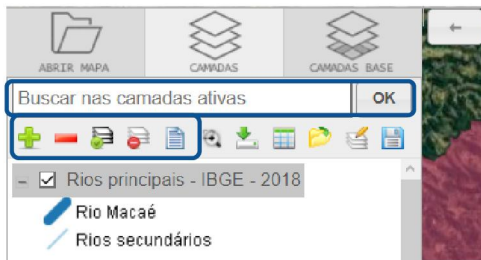 ABRIR MAPA CAMADAS CAMADAS BASE
Buscar nas camadas ativas OK
Rios principais - IBGE - 2018
Rio Macaé
Rios secundários